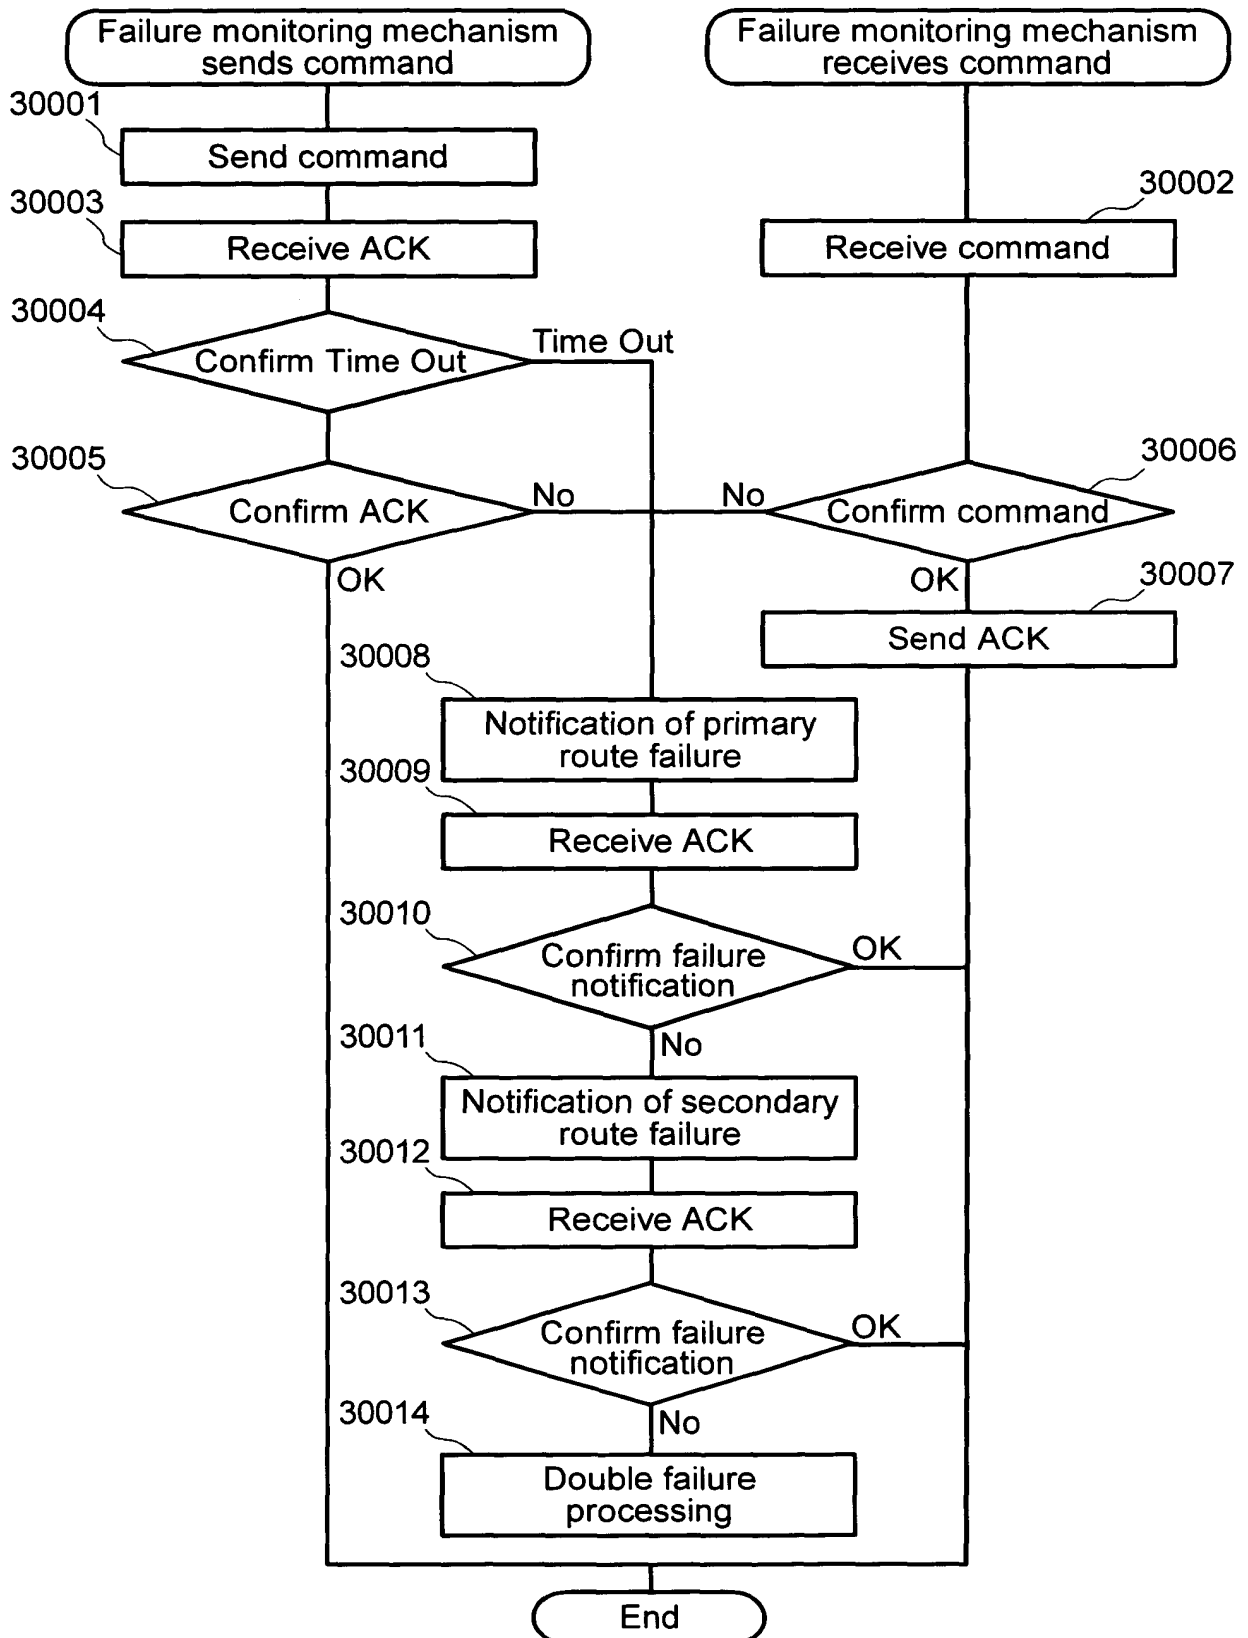 Failure monitoring mechanism
sends command
Failure monitoring mechanism
receives command
30001
Send command
30003
Receive ACK
30002
Receive command
30004
Confirm Time Out
Time Out
30005
Confirm ACK
No
OK
30006
No
Confirm command
OK
30007
Send ACK
30008
Notification of primary
route failure
30009
Receive ACK
30010
Confirm failure
notification
OK
No
30011
Notification of secondary
route failure
30012
Receive ACK
30013
Confirm failure
notification
OK
No
30014
Double failure
processing
End